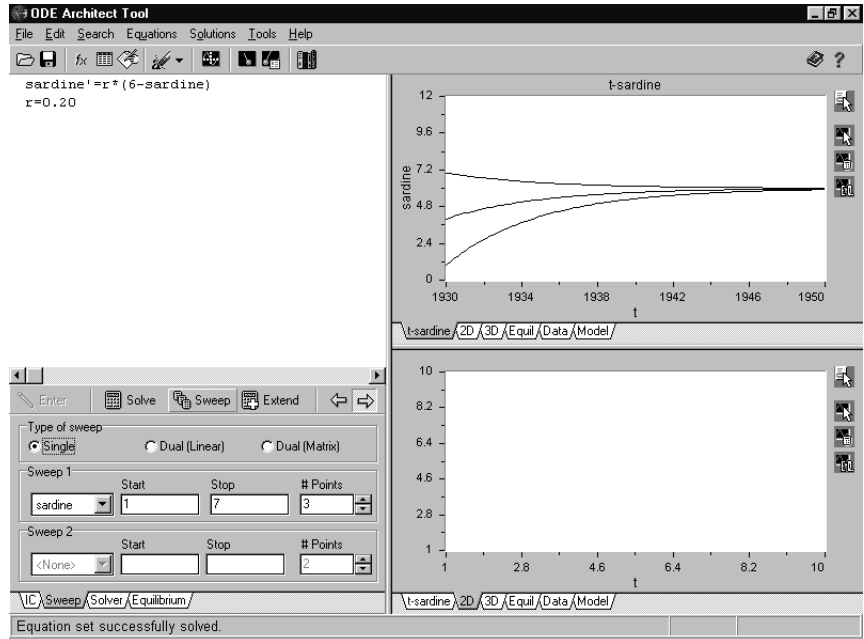 ODE Architect Tool
File Edit Search Equations Solutions Tools Help
fx
?
sardine'=r*(6-sardine)
r=0.20
t-sardine
12
9.6
7.2
4.8
2.4
0
sardine
1930 1934 1938 1942 1946 1950
t
t-sardine 2D 3D Equil Data Model
Enter Solve Sweep Extend
Type of sweep
Single Dual (Linear) Dual (Matrix)
Sweep 1
Start Stop # Points
sardine 1 7 3
Sweep 2
Start Stop # Points
<None> 2
IC Sweep Solver Equilibrium
10
8.2
6.4
4.6
2.8
1
1 2.8 4.6 6.4 8.2 10
t
t-sardine 2D 3D Equil Data Model
Equation set successfully solved.